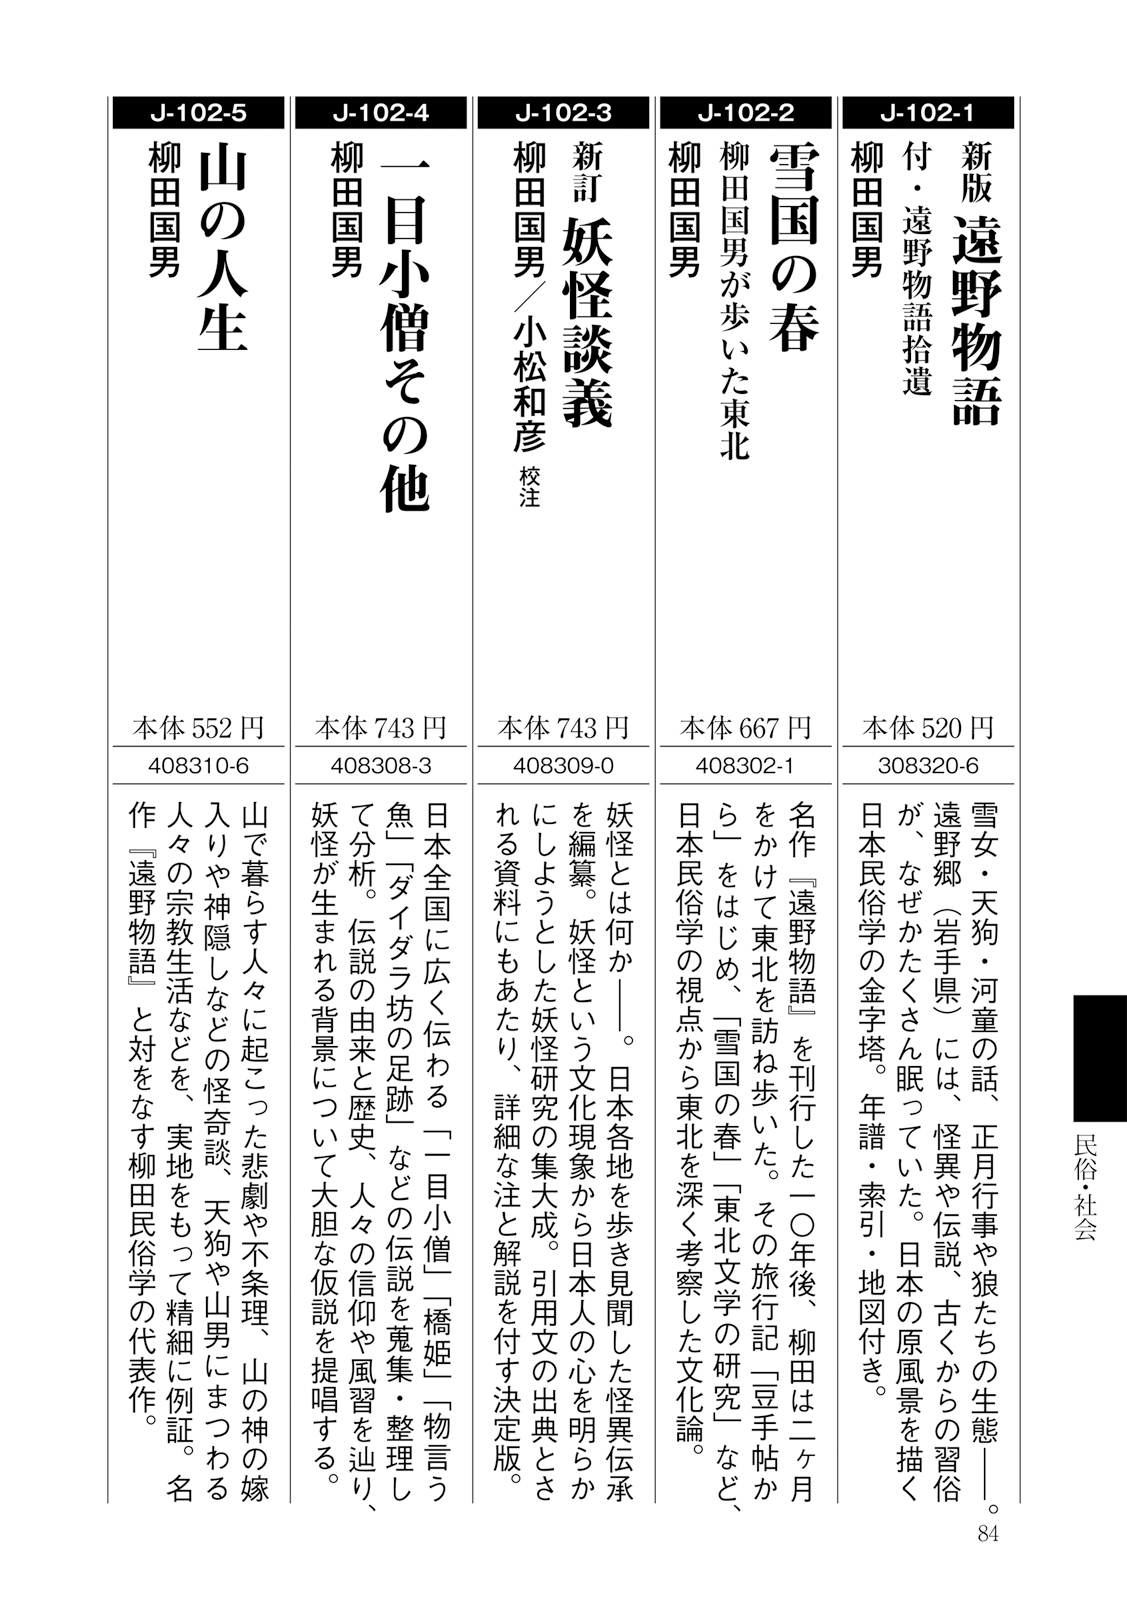 J-102-1
新版 遠野物語
付・遠野物語拾遺
柳田国男
本体 520 円
308320-6
雪女・天狗・河童の話、正月行事や狼たちの生態――。
遠野郷（岩手県）には、怪異や伝説、古くからの習俗
が、なぜかたくさん眠っていた。日本の原風景を描く
日本民俗学の金字塔。年譜・索引・地図付き。
J-102-2
雪国の春
柳田国男が歩いた東北
柳田国男
本体 667 円
408302-1
名作『遠野物語』を刊行した一〇年後、柳田は二ヶ月
をかけて東北を訪ね歩いた。その旅行記「豆手帖か
ら」をはじめ、「雪国の春」「東北文学の研究」など、
日本民俗学の視点から東北を深く考察した文化論。
J-102-3
新訂 妖怪談義
柳田国男／小松和彦 校注
本体 743 円
408309-0
妖怪とは何か――。日本各地を歩き見聞した怪異伝承
を編纂。妖怪という文化現象から日本人の心を明らか
にしようとした妖怪研究の集大成。引用文の出典とさ
れる資料にもあたり、詳細な注と解説を付す決定版。
J-102-4
一目小僧その他
柳田国男
本体 743 円
408308-3
日本全国に広く伝わる「一目小僧」「橋姫」「物言う
魚」「ダイダラ坊の足跡」などの伝説を蒐集・整理し
て分析。伝説の由来と歴史、人々の信仰や風習を辿り、
妖怪が生まれる背景について大胆な仮説を提唱する。
J-102-5
山の人生
柳田国男
本体 552 円
408310-6
山で暮らす人々に起こった悲劇や不条理、山の神の嫁
入りや神隠しなどの怪奇談、天狗や山男にまつわる
人々の宗教生活などを、実地をもって精細に例証。名
作『遠野物語』と対をなす柳田民俗学の代表作。
民俗・社会
84